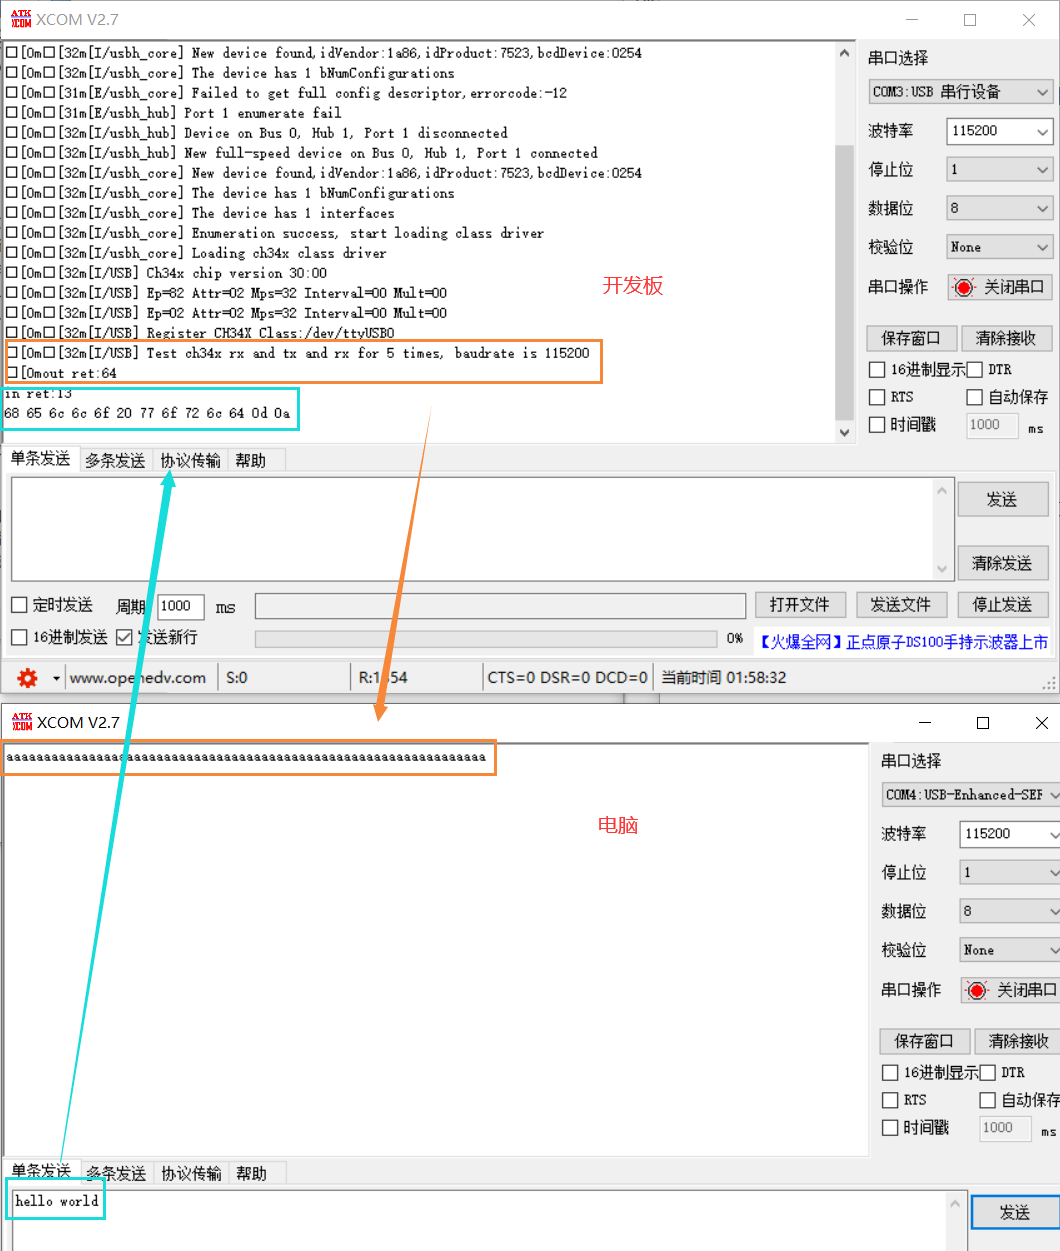 XCOM V2.7
□[0m□[32m[I/usbh_core] New device found,idVendor:1a86,idProduct:7523,bcdDevice:0254
□[0m□[32m[I/usbh_core] The device has 1 bNumConfigurations
□[0m□[31m[E/usbh_core] Failed to get full config descriptor,errorcode:-12
□[0m□[31m[E/usbh_hub] Port 1 enumerate fail
□[0m□[32m[I/usbh_hub] Device on Bus 0, Hub 1, Port 1 disconnected
□[0m□[32m[I/usbh_hub] New full-speed device on Bus 0, Hub 1, Port 1 connected
□[0m□[32m[I/usbh_core] New device found,idVendor:1a86,idProduct:7523,bcdDevice:0254
□[0m□[32m[I/usbh_core] The device has 1 bNumConfigurations
□[0m□[32m[I/usbh_core] The device has 1 interfaces
□[0m□[32m[I/usbh_core] Enumeration success, start loading class driver
□[0m□[32m[I/usbh_core] Loading ch34x class driver
□[0m□[32m[I/USB] Ch34x chip version 30:00
□[0m□[32m[I/USB] Ep=82 Attr=02 Mps=32 Interval=00 Mult=00
□[0m□[32m[I/USB] Ep=02 Attr=02 Mps=32 Interval=00 Mult=00
□[0m□[32m[I/USB] Register CH34X Class:/dev/ttyUSB0
□[0m□[32m[I/USB] Test ch34x rx and tx and rx for 5 times, baudrate is 115200
□[0mout ret:64
in ret:13
68 65 6c 6c 6f 20 77 6f 72 6c 64 0d 0a
开发板
串口选择
COM3:USB 串行设备
波特率 115200
停止位 1
数据位 8
校验位 None
串口操作 关闭串口
保存窗口 清除接收
16进制显示 DTR
RTS 自动保存
时间戳 1000 ms
单条发送 多条发送 协议传输 帮助
发送
清除发送
定时发送 周期 1000 ms 打开文件 发送文件 停止发送
16进制发送 发送新行 0% 【火爆全网】正点原子DS100手持示波器上市
www.openedv.com S:0 CTS=0 DSR=0 DCD=0 当前时间 01:58:32
XCOM V2.7
aaaaaaaaaaaaaaaaaaaaaaaaaaaaaaaaaaaaaaaaaaaaaaaaaaaaaaaaaaaaaaaa
电脑
串口选择
COM4:USB-Enhanced-SER
波特率 115200
停止位 1
数据位 8
校验位 None
串口操作 关闭串口
保存窗口 清除接收
16进制显示 DTR
RTS 自动保存
时间戳 1000 ms
单条发送 多条发送 协议传输 帮助
hello world
发送